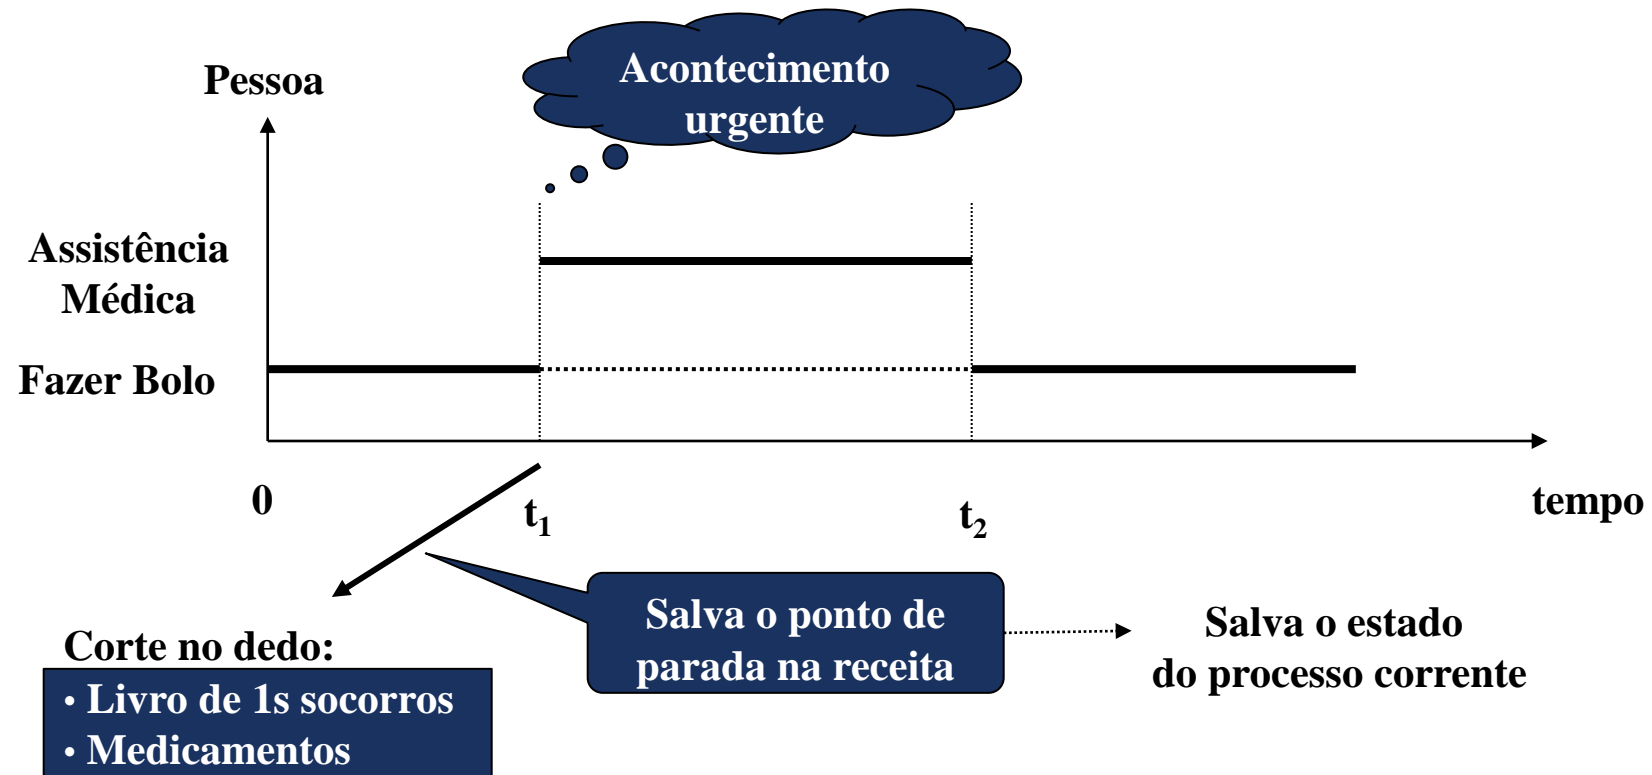 Acontecimento
urgente
Pessoa
Assistência
Médica
Fazer Bolo
0
t₁
t₂
tempo
Salva o ponto de
parada na receita
Salva o estado
do processo corrente
Corte no dedo:
• Livro de 1s socorros
• Medicamentos